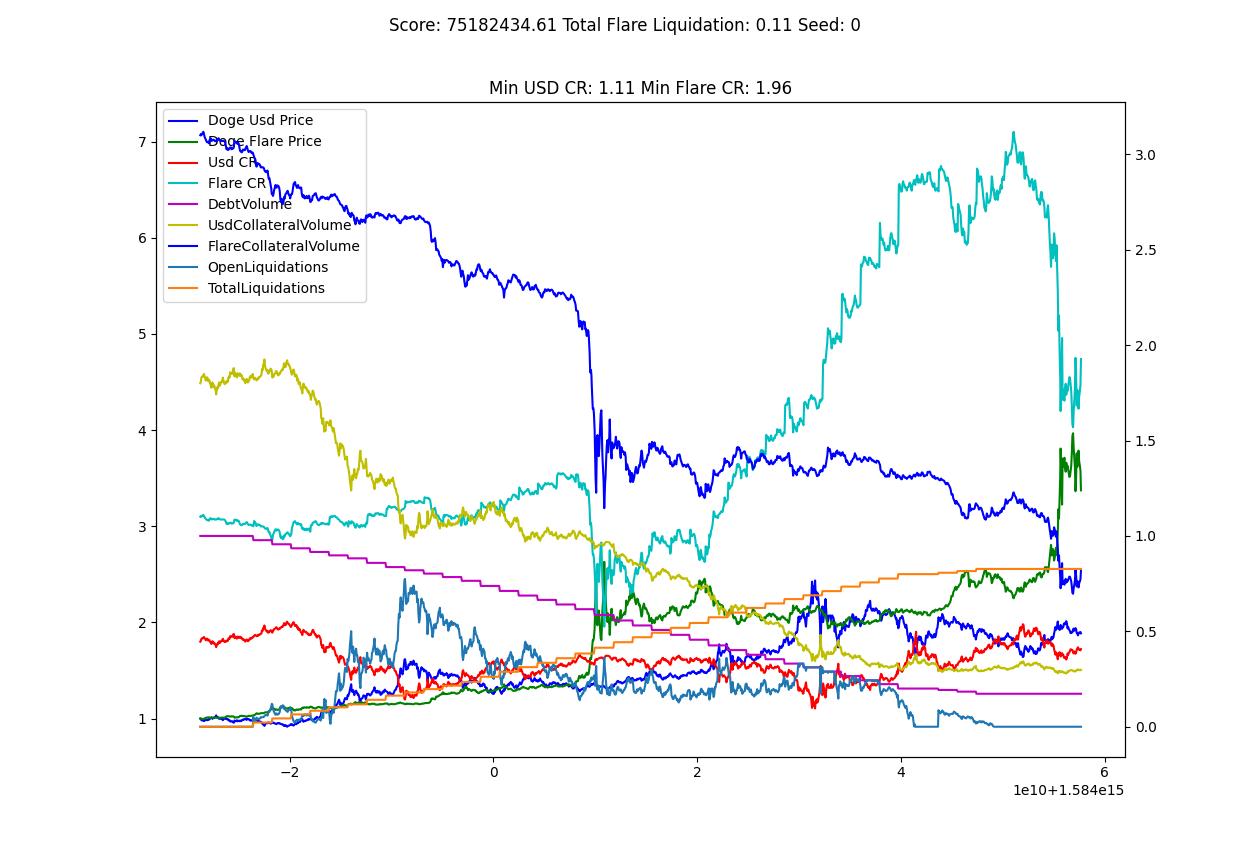 Score: 75182434.61 Total Flare Liquidation: 0.11 Seed: 0
Min USD CR: 1.11 Min Flare CR: 1.96
Doge Usd Price
Doge Flare Price
Usd CR
Flare CR
DebtVolume
UsdCollateralVolume
FlareCollateralVolume
OpenLiquidations
TotalLiquidations
7
6
5
4
3
2
1
3.0
2.5
2.0
1.5
1.0
0.5
0.0
−2
0
2
4
6
1e10+1.584e15